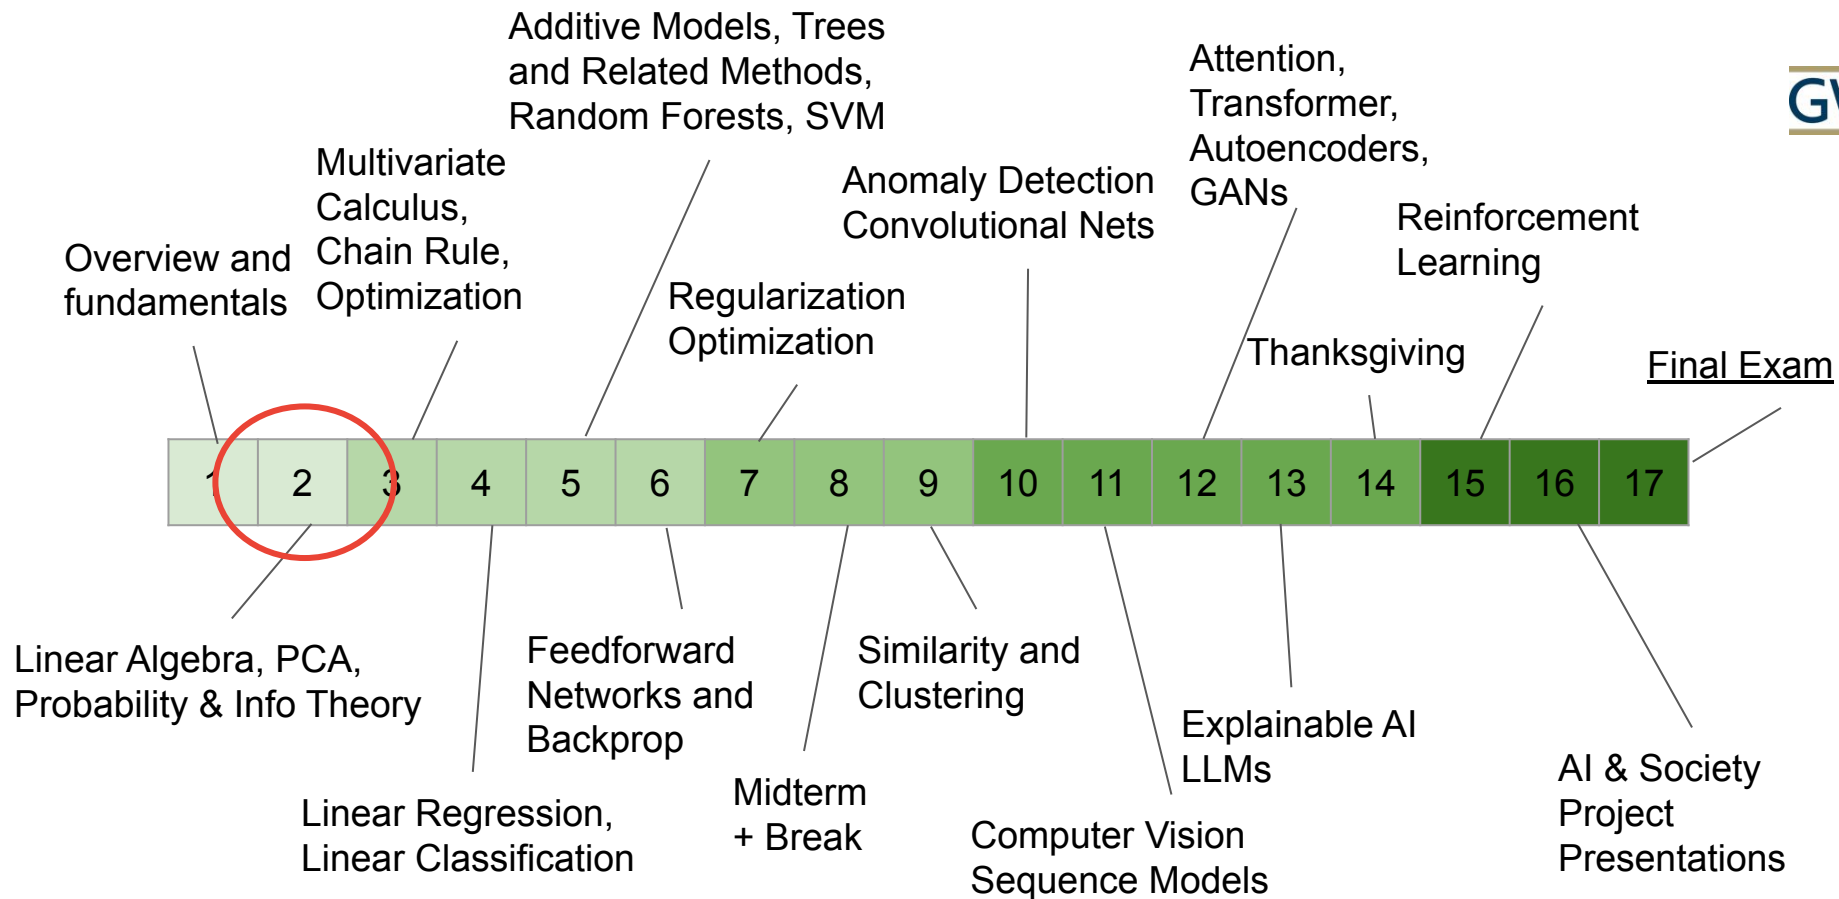 Additive Models, Trees
and Related Methods,
Random Forests, SVM
Attention,
Transformer,
Autoencoders,
GANs
GW
Multivariate
Calculus,
Chain Rule,
Optimization
Anomaly Detection
Convolutional Nets
Reinforcement
Learning
Overview and
fundamentals
Regularization
Optimization
Thanksgiving
Final Exam
1 2 3 4 5 6 7 8 9 10 11 12 13 14 15 16 17
Linear Algebra, PCA,
Probability & Info Theory
Feedforward
Networks and
Backprop
Similarity and
Clustering
Explainable AI
LLMs
Linear Regression,
Linear Classification
Midterm
+ Break
Computer Vision
Sequence Models
AI & Society
Project
Presentations